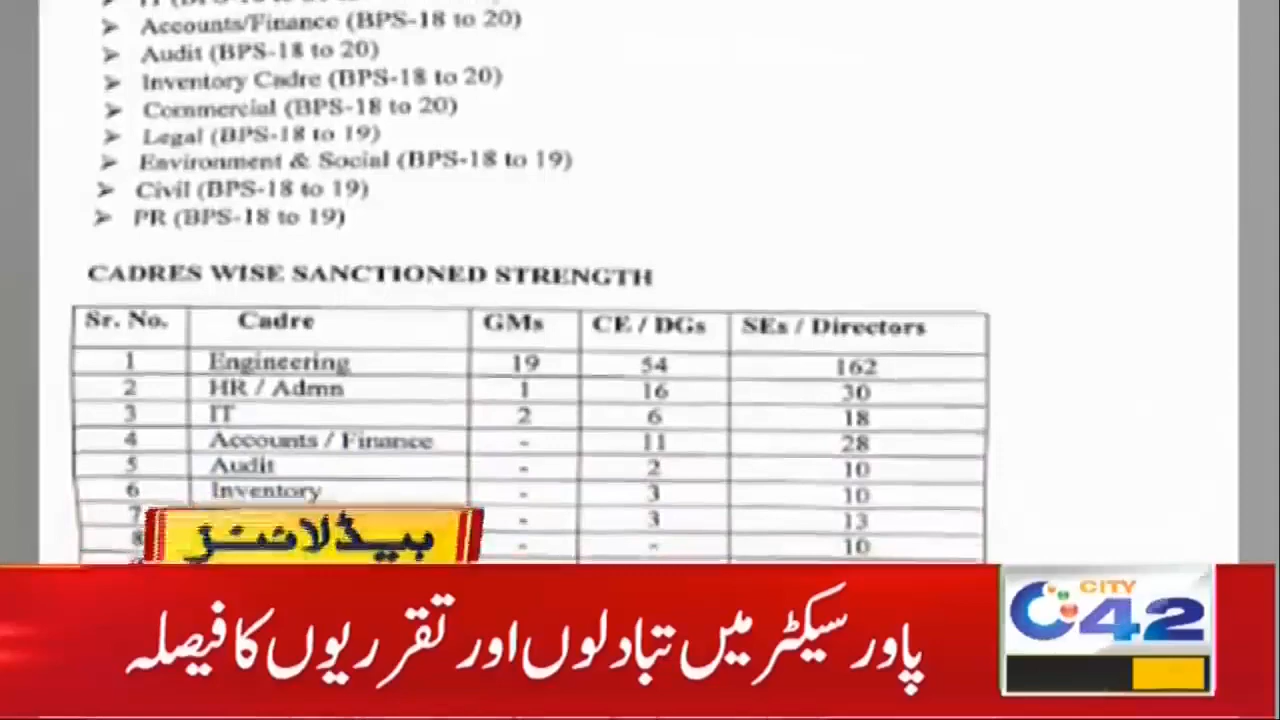 Accounts/Finance (BPS-18 to 20)
Audit (BPS-18 to 20)
Inventory Cadre (BPS-18 to 20)
Commercial (BPS-18 to 20)
Legal (BPS-18 to 19)
Environment & Social (BPS-18 to 19)
Civil (BPS-18 to 19)
PR (BPS-18 to 19)
CADRES WISE SANCTIONED STRENGTH
Sr. No. Cadre GMs CE / DGs SEs / Directors
1 Engineering 19 54 162
2 HR / Admn 1 16 30
3 IT 2 6 18
4 Accounts / Finance - 11 28
5 Audit - 2 10
6 Inventory - 3 10
7 - 3 13
8 - - 10
ہیڈلائنز
پاور سیکٹر میں تبادلوں اور تقرریوں کا فیصلہ
CITY
42